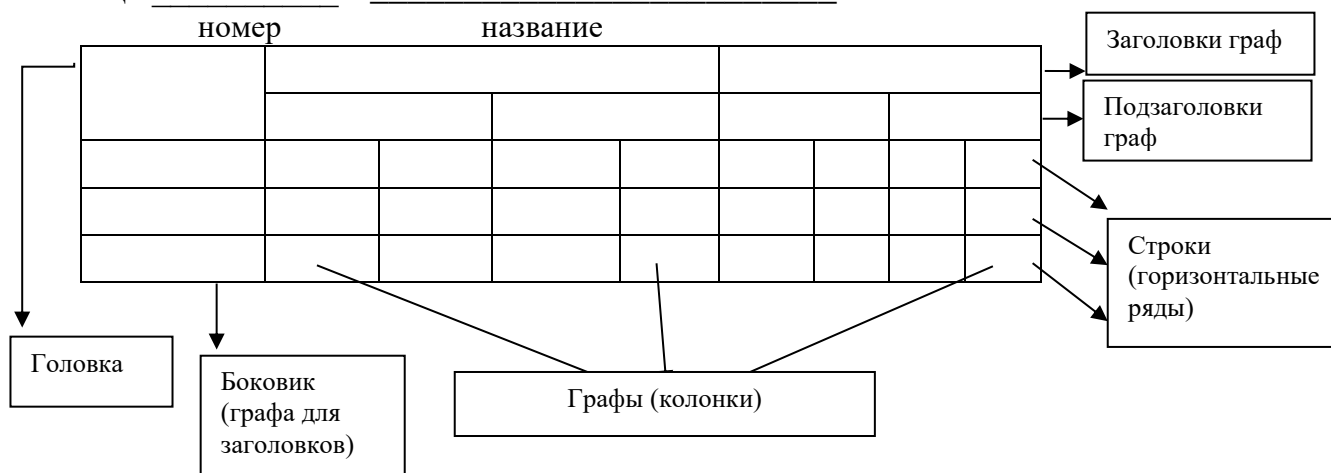 номер название
Заголовки граф
Подзаголовки
граф
Строки
(горизонтальные
ряды)
Головка
Боковик
(графа для
заголовков)
Графы (колонки)